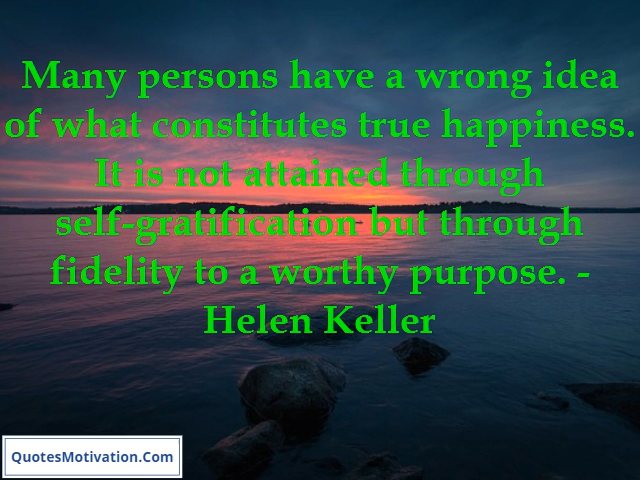 Many persons have a wrong idea
of what constitutes true happiness.
It is not attained through
self-gratification but through
fidelity to a worthy purpose. -
Helen Keller
QuotesMotivation.Com